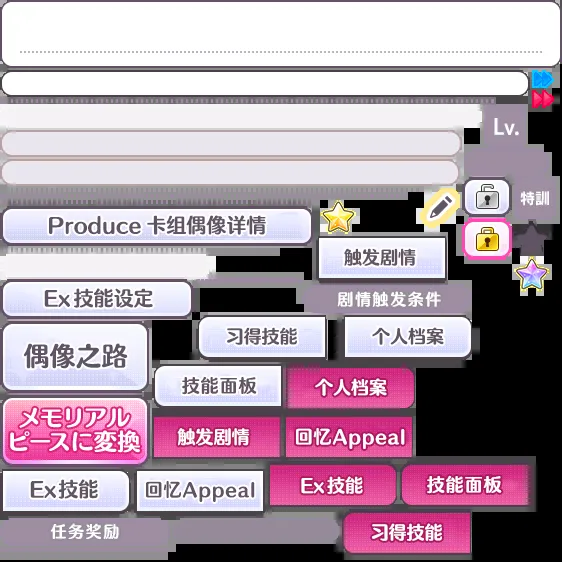 Lv.
特訓
Produce 卡组偶像详情
触发剧情
Ex技能设定
剧情触发条件
习得技能
个人档案
偶像之路
技能面板
个人档案
メモリアル
ピースに変換
触发剧情
回忆Appeal
Ex技能
回忆Appeal
Ex技能
技能面板
任务奖励
习得技能